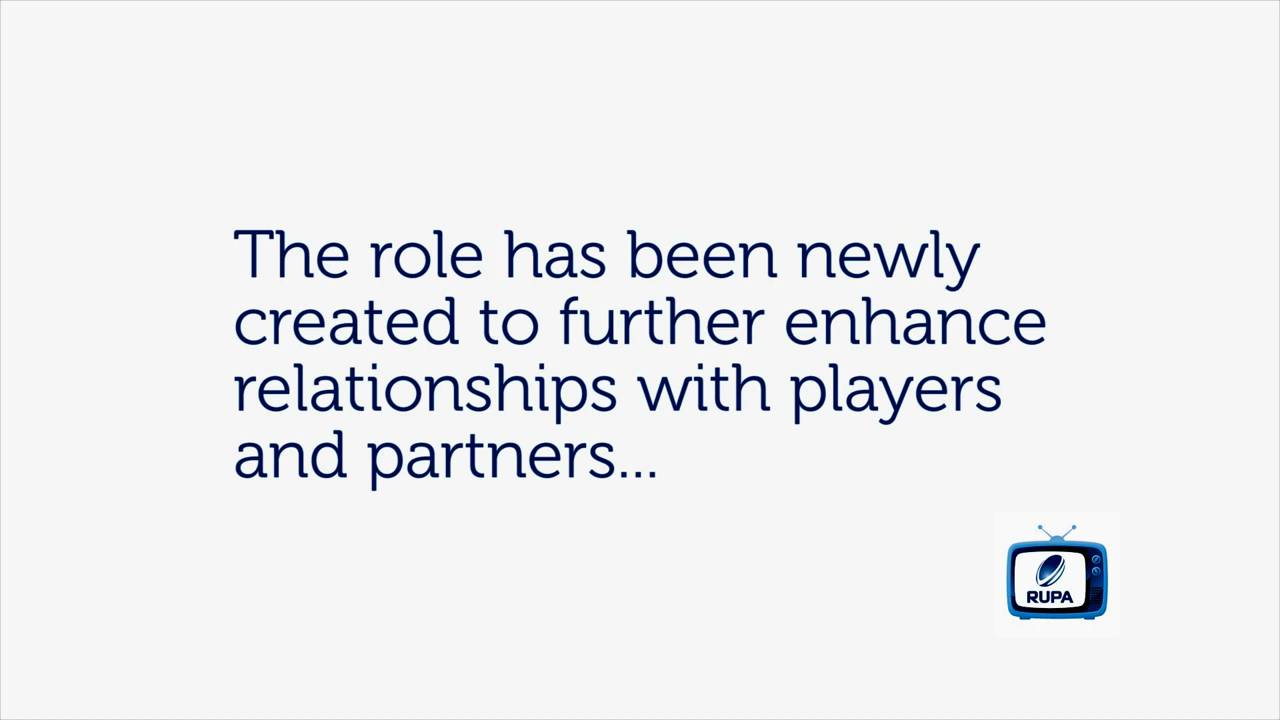 The role has been newly
created to further enhance
relationships with players
and partners...
RUPA